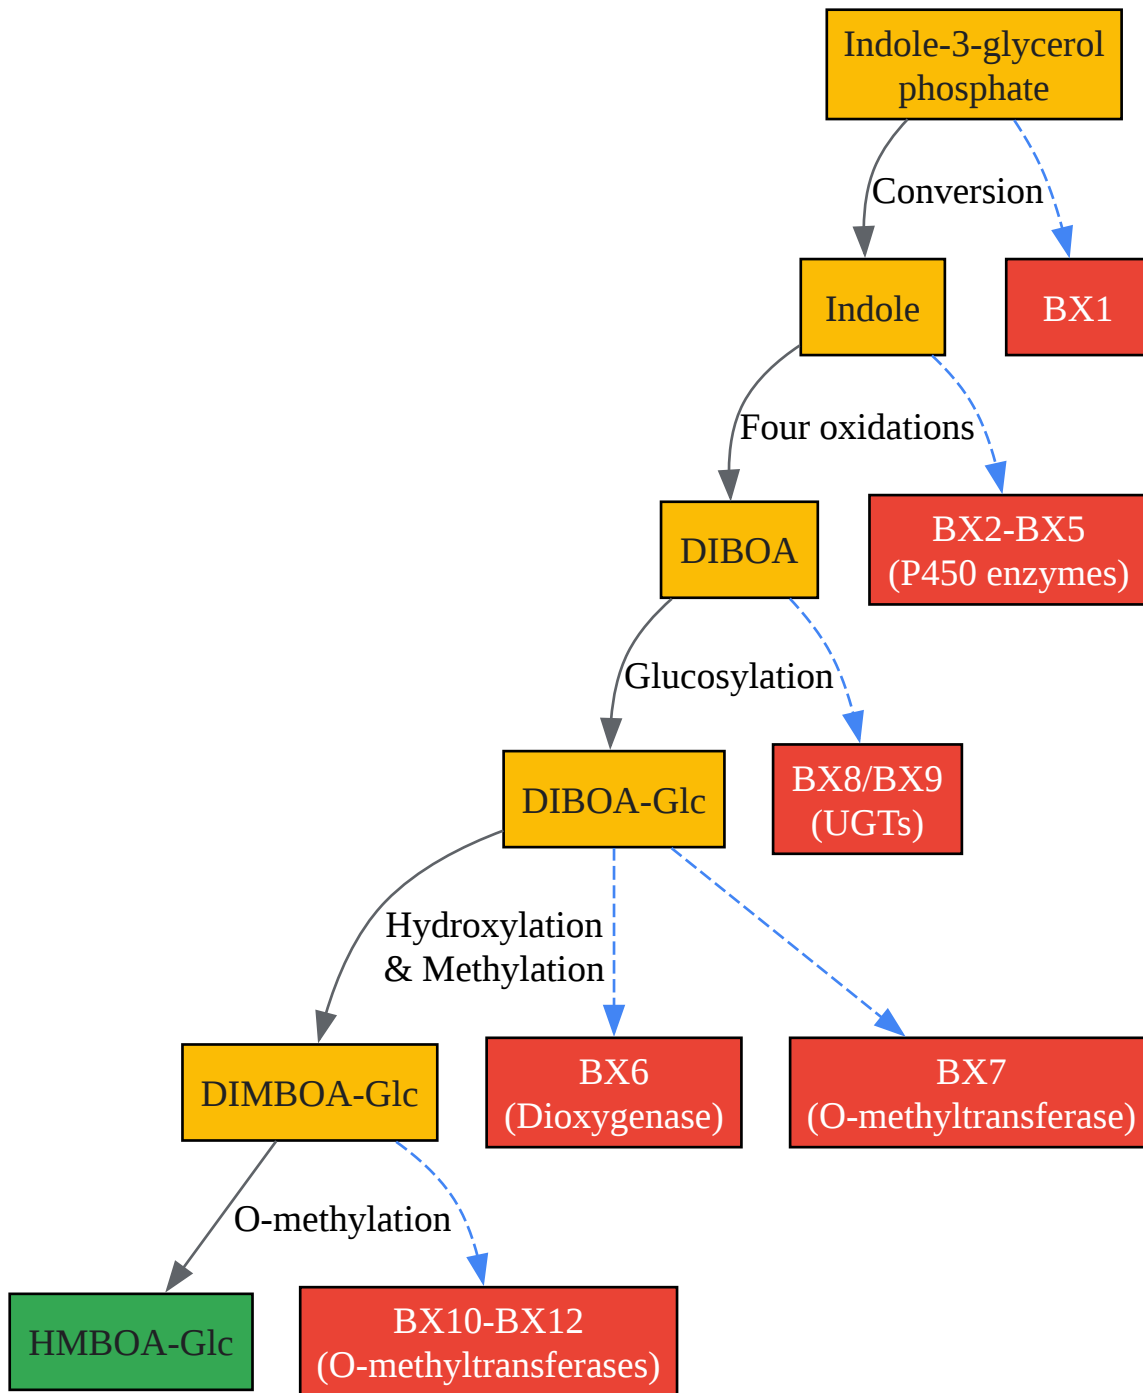 Indole-3-glycerol
phosphate
Conversion
Indole
BX1
Four oxidations
DIBOA
BX2-BX5
(P450 enzymes)
Glucosylation
DIBOA-Glc
BX8/BX9
(UGTs)
Hydroxylation
& Methylation
DIMBOA-Glc
BX6
(Dioxygenase)
BX7
(O-methyltransferase)
O-methylation
HMBOA-Glc
BX10-BX12
(O-methyltransferases)